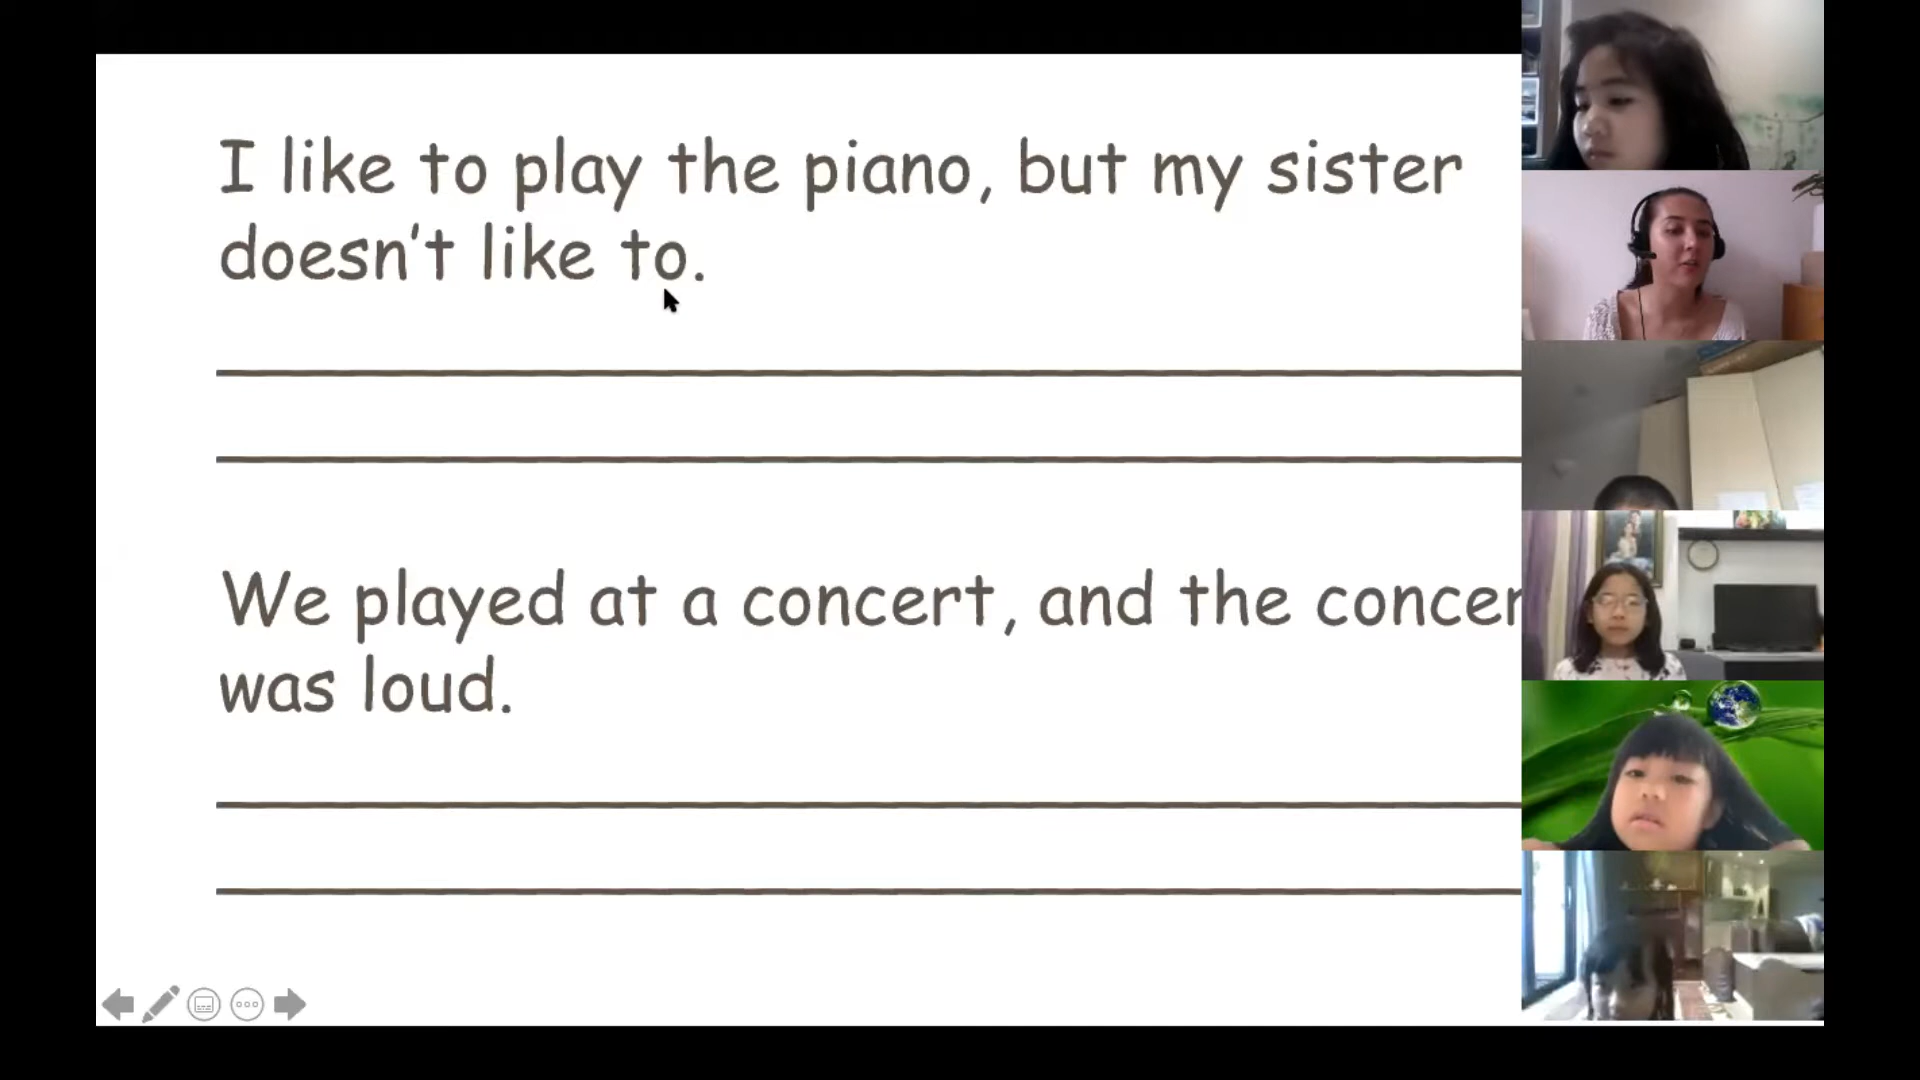 I like to play the piano, but my sister
doesn't like to.
We played at a concert, and the
was loud.